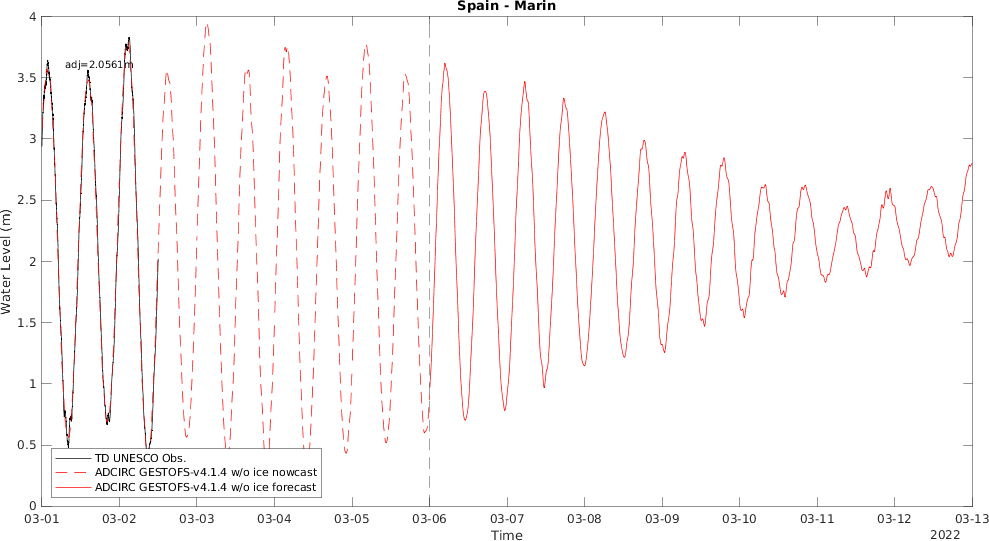 Spain - Marin
4
adj=2.0561m
3.5
3
2.5
2
1.5
1
0.5
0
Water Level (m)
TD UNESCO Obs.
ADCIRC GESTOFS-v4.1.4 w/o ice nowcast
ADCIRC GESTOFS-v4.1.4 w/o ice forecast
03-01 03-02 03-03 03-04 03-05 03-06 03-07 03-08 03-09 03-10 03-11 03-12 03-13
Time
2022